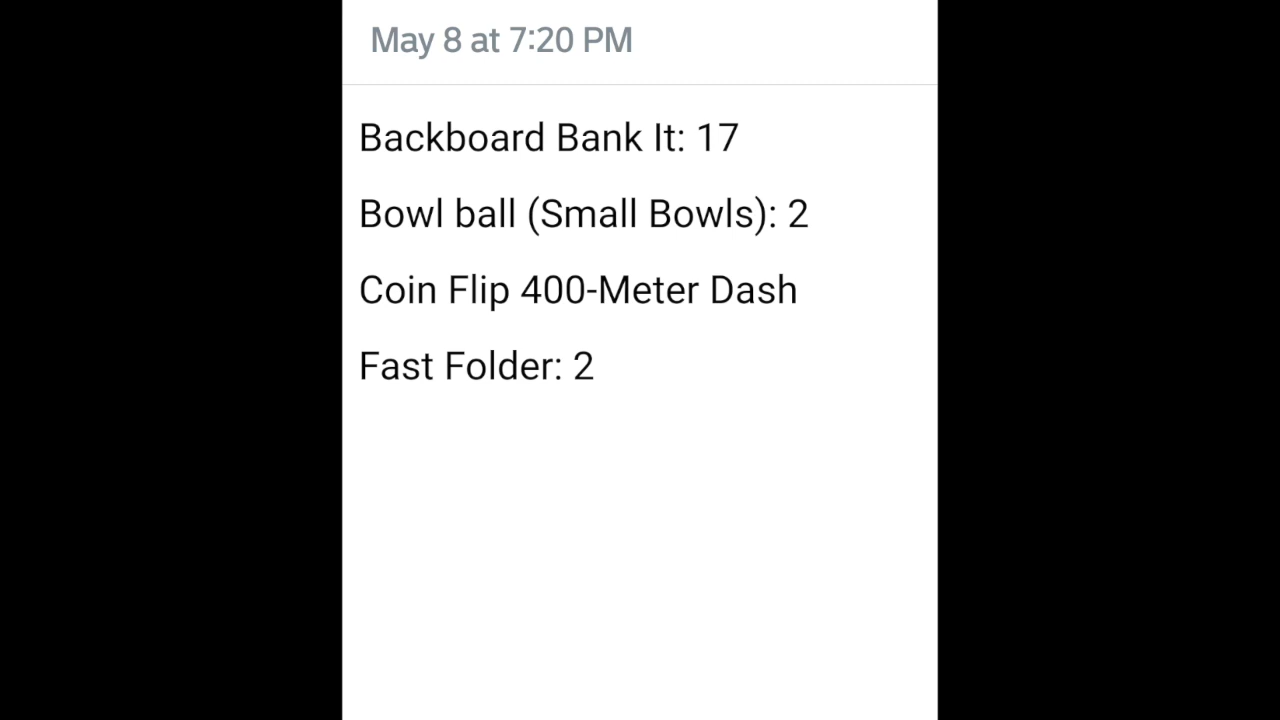 May 8 at 7:20 PM
Backboard Bank It: 17
Bowl ball (Small Bowls): 2
Coin Flip 400-Meter Dash
Fast Folder: 2